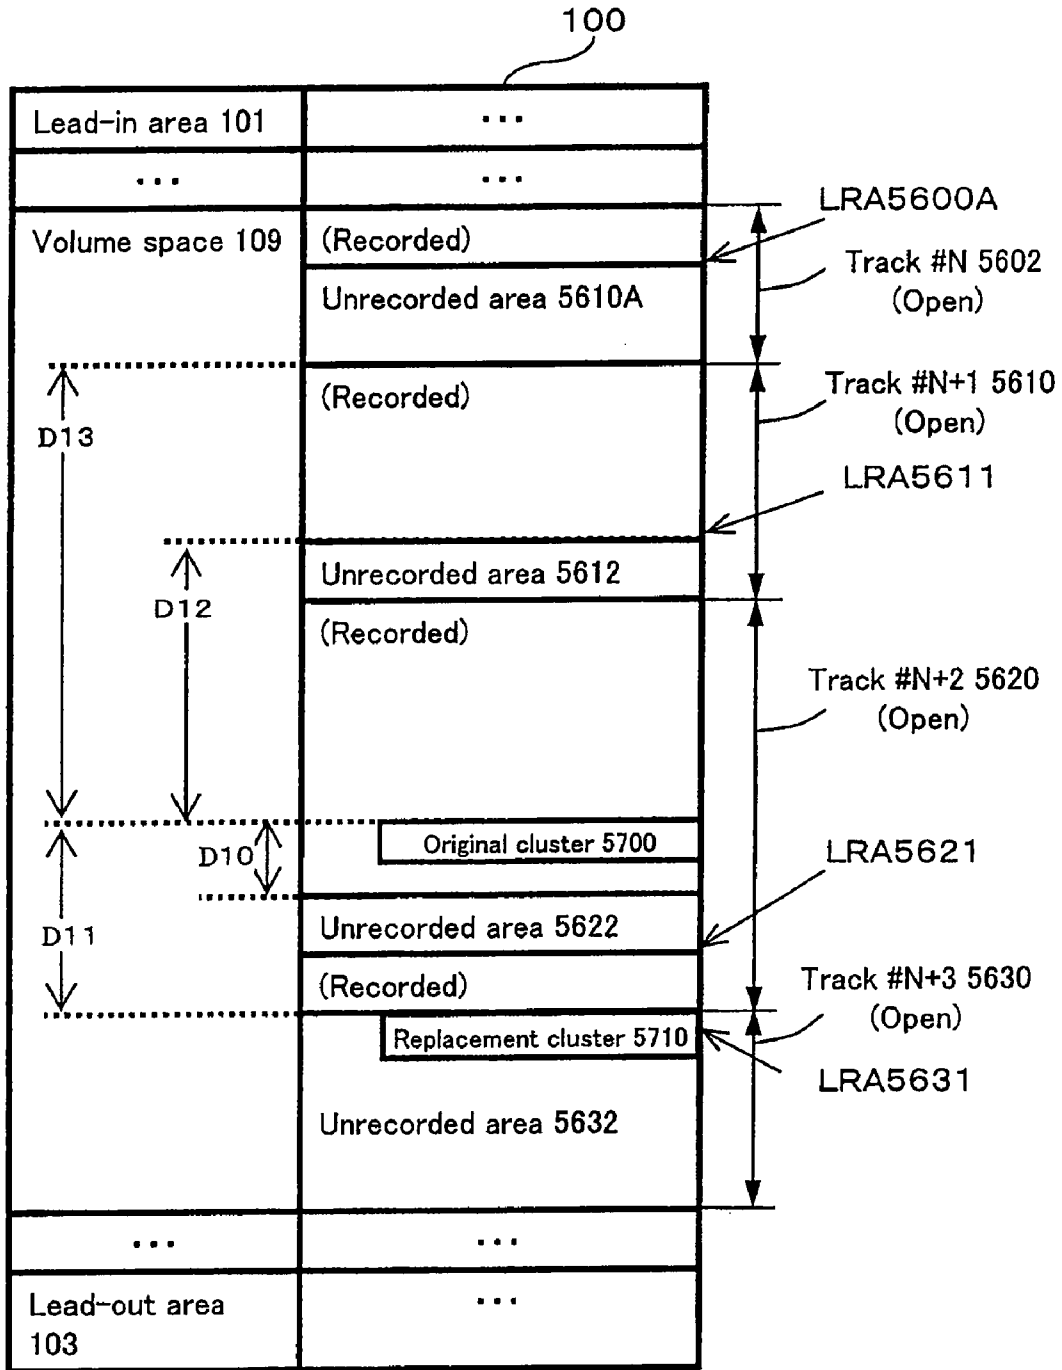 100
Lead-in area 101
...
...
...
LRA5600A
Volume space 109
(Recorded)
Track #N 5602
(Open)
Unrecorded area 5610A
(Recorded)
Track #N+1 5610
(Open)
D13
LRA5611
Unrecorded area 5612
D12
(Recorded)
Track #N+2 5620
(Open)
Original cluster 5700
D10
LRA5621
Unrecorded area 5622
D11
(Recorded)
Track #N+3 5630
(Open)
Replacement cluster 5710
LRA5631
Unrecorded area 5632
...
...
Lead-out area
103
...